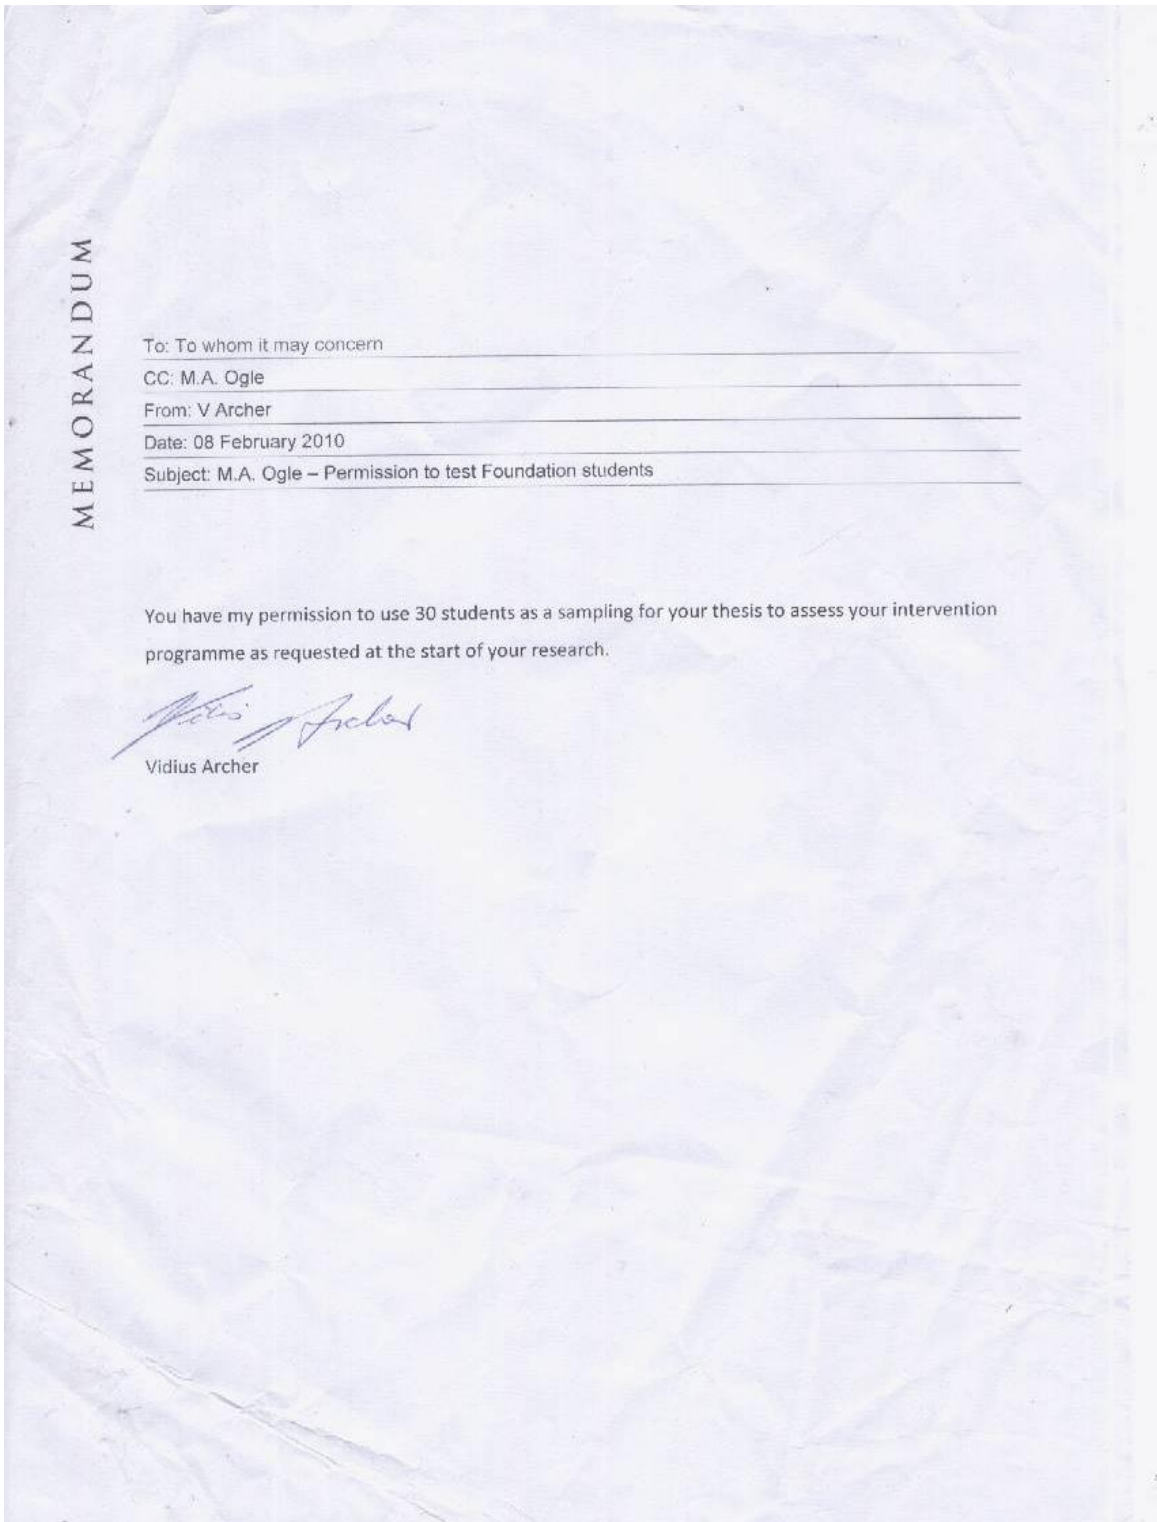 MEMORANDUM
To: To whom it may concern
CC: M.A. Ogle
From: V Archer
Date: 08 February 2010
Subject: M.A. Ogle – Permission to test Foundation students
You have my permission to use 30 students as a sampling for your thesis to assess your intervention
programme as requested at the start of your research.
Vidius Archer